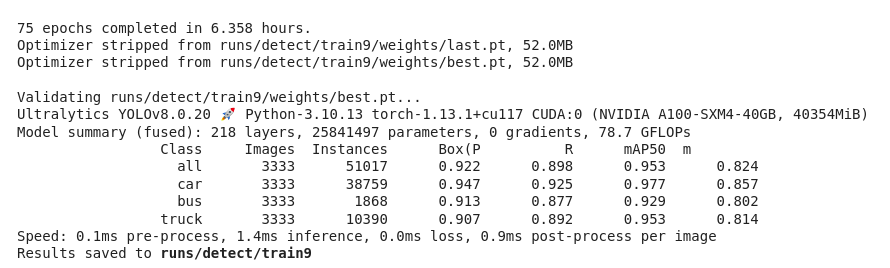 75 epochs completed in 6.358 hours.
Optimizer stripped from runs/detect/train9/weights/last.pt, 52.0MB
Optimizer stripped from runs/detect/train9/weights/best.pt, 52.0MB
Validating runs/detect/train9/weights/best.pt...
Ultralytics YOLOv8.0.20 🚀 Python-3.10.13 torch-1.13.1+cu117 CUDA:0 (NVIDIA A100-SXM4-40GB, 40354MiB)
Model summary (fused): 218 layers, 25841497 parameters, 0 gradients, 78.7 GFLOPs
Class Images Instances Box(P R mAP50 m
all 3333 51017 0.922 0.898 0.953 0.824
car 3333 38759 0.947 0.925 0.977 0.857
bus 3333 1868 0.913 0.877 0.929 0.802
truck 3333 10390 0.907 0.892 0.953 0.814
Speed: 0.1ms pre-process, 1.4ms inference, 0.0ms loss, 0.9ms post-process per image
Results saved to runs/detect/train9